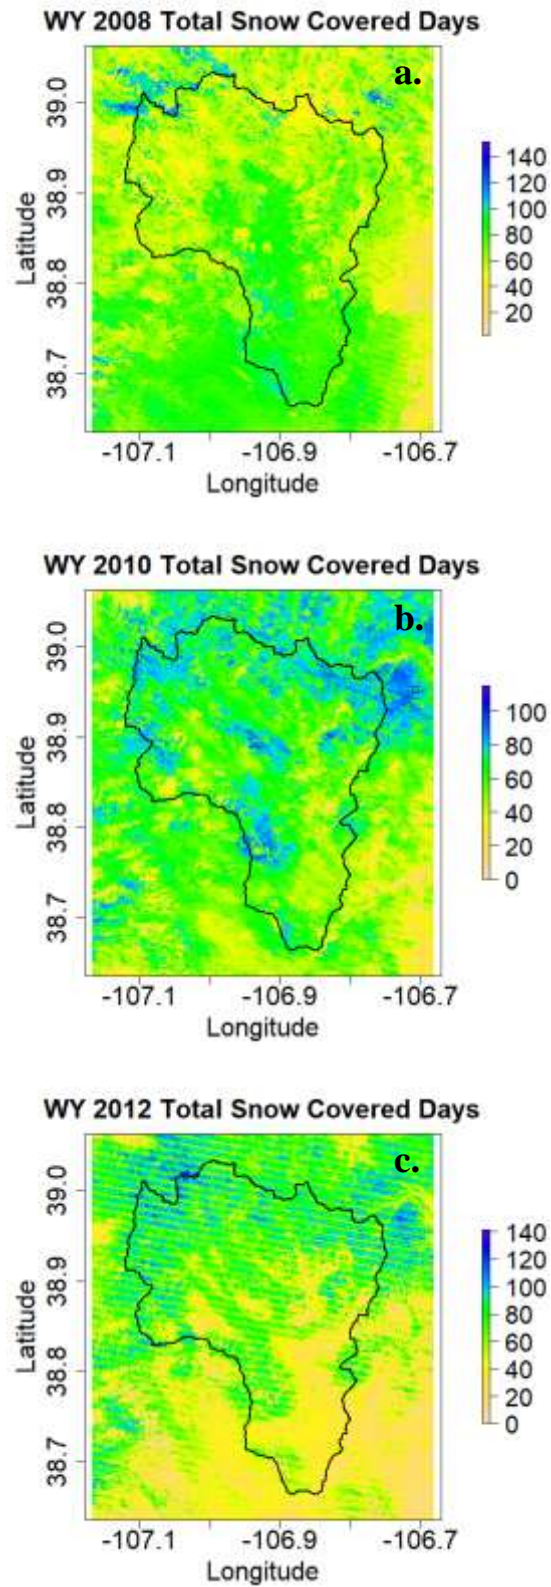 WY 2008 Total Snow Covered Days
a.
39.0
38.9
38.8
38.7
Latitude
-107.1 -106.9 -106.7
Longitude
140
120
100
80
60
40
20
WY 2010 Total Snow Covered Days
b.
39.0
38.9
38.8
38.7
Latitude
-107.1 -106.9 -106.7
Longitude
100
80
60
40
20
0
WY 2012 Total Snow Covered Days
c.
39.0
38.9
38.8
38.7
Latitude
-107.1 -106.9 -106.7
Longitude
140
120
100
80
60
40
20
0